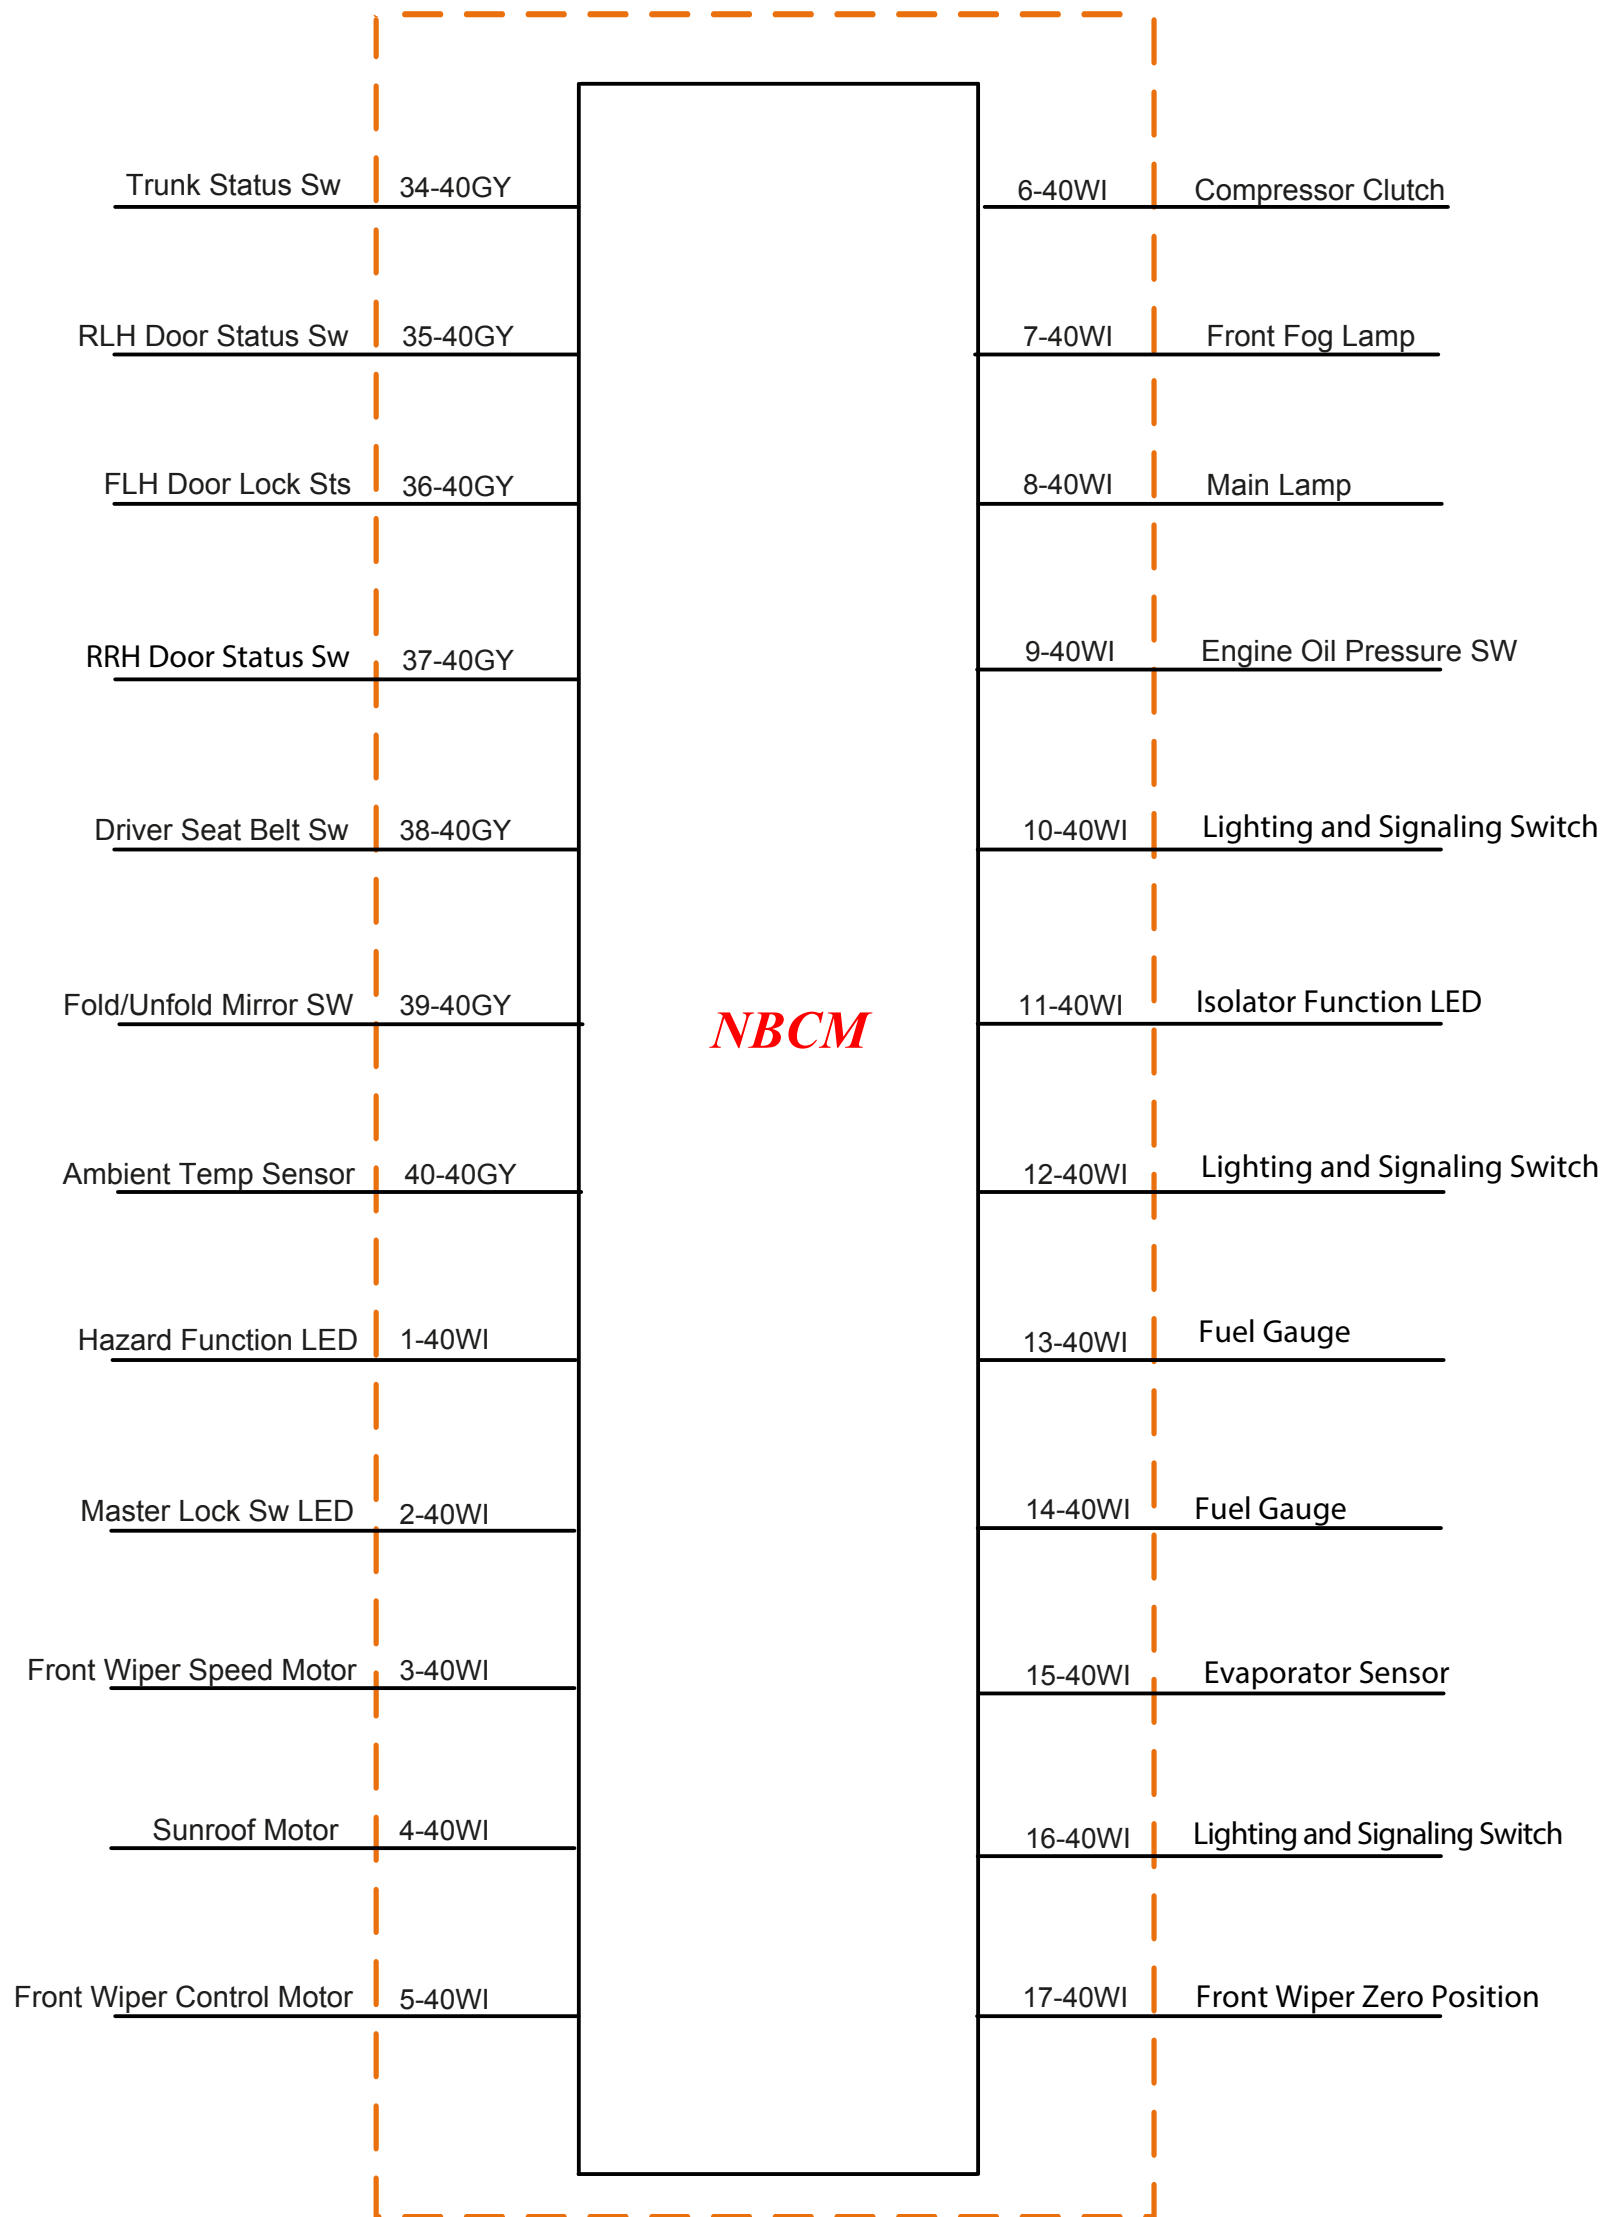 Trunk Status Sw 34-40GY 6-40WI Compressor Clutch
RLH Door Status Sw 35-40GY 7-40WI Front Fog Lamp
FLH Door Lock Sts 36-40GY 8-40WI Main Lamp
RRH Door Status Sw 37-40GY 9-40WI Engine Oil Pressure SW
Driver Seat Belt Sw 38-40GY 10-40WI Lighting and Signaling Switch
Fold/Unfold Mirror SW 39-40GY NBCM 11-40WI Isolator Function LED
Ambient Temp Sensor 40-40GY 12-40WI Lighting and Signaling Switch
Hazard Function LED 1-40WI 13-40WI Fuel Gauge
Master Lock Sw LED 2-40WI 14-40WI Fuel Gauge
Front Wiper Speed Motor 3-40WI 15-40WI Evaporator Sensor
Sunroof Motor 4-40WI 16-40WI Lighting and Signaling Switch
Front Wiper Control Motor 5-40WI 17-40WI Front Wiper Zero Position